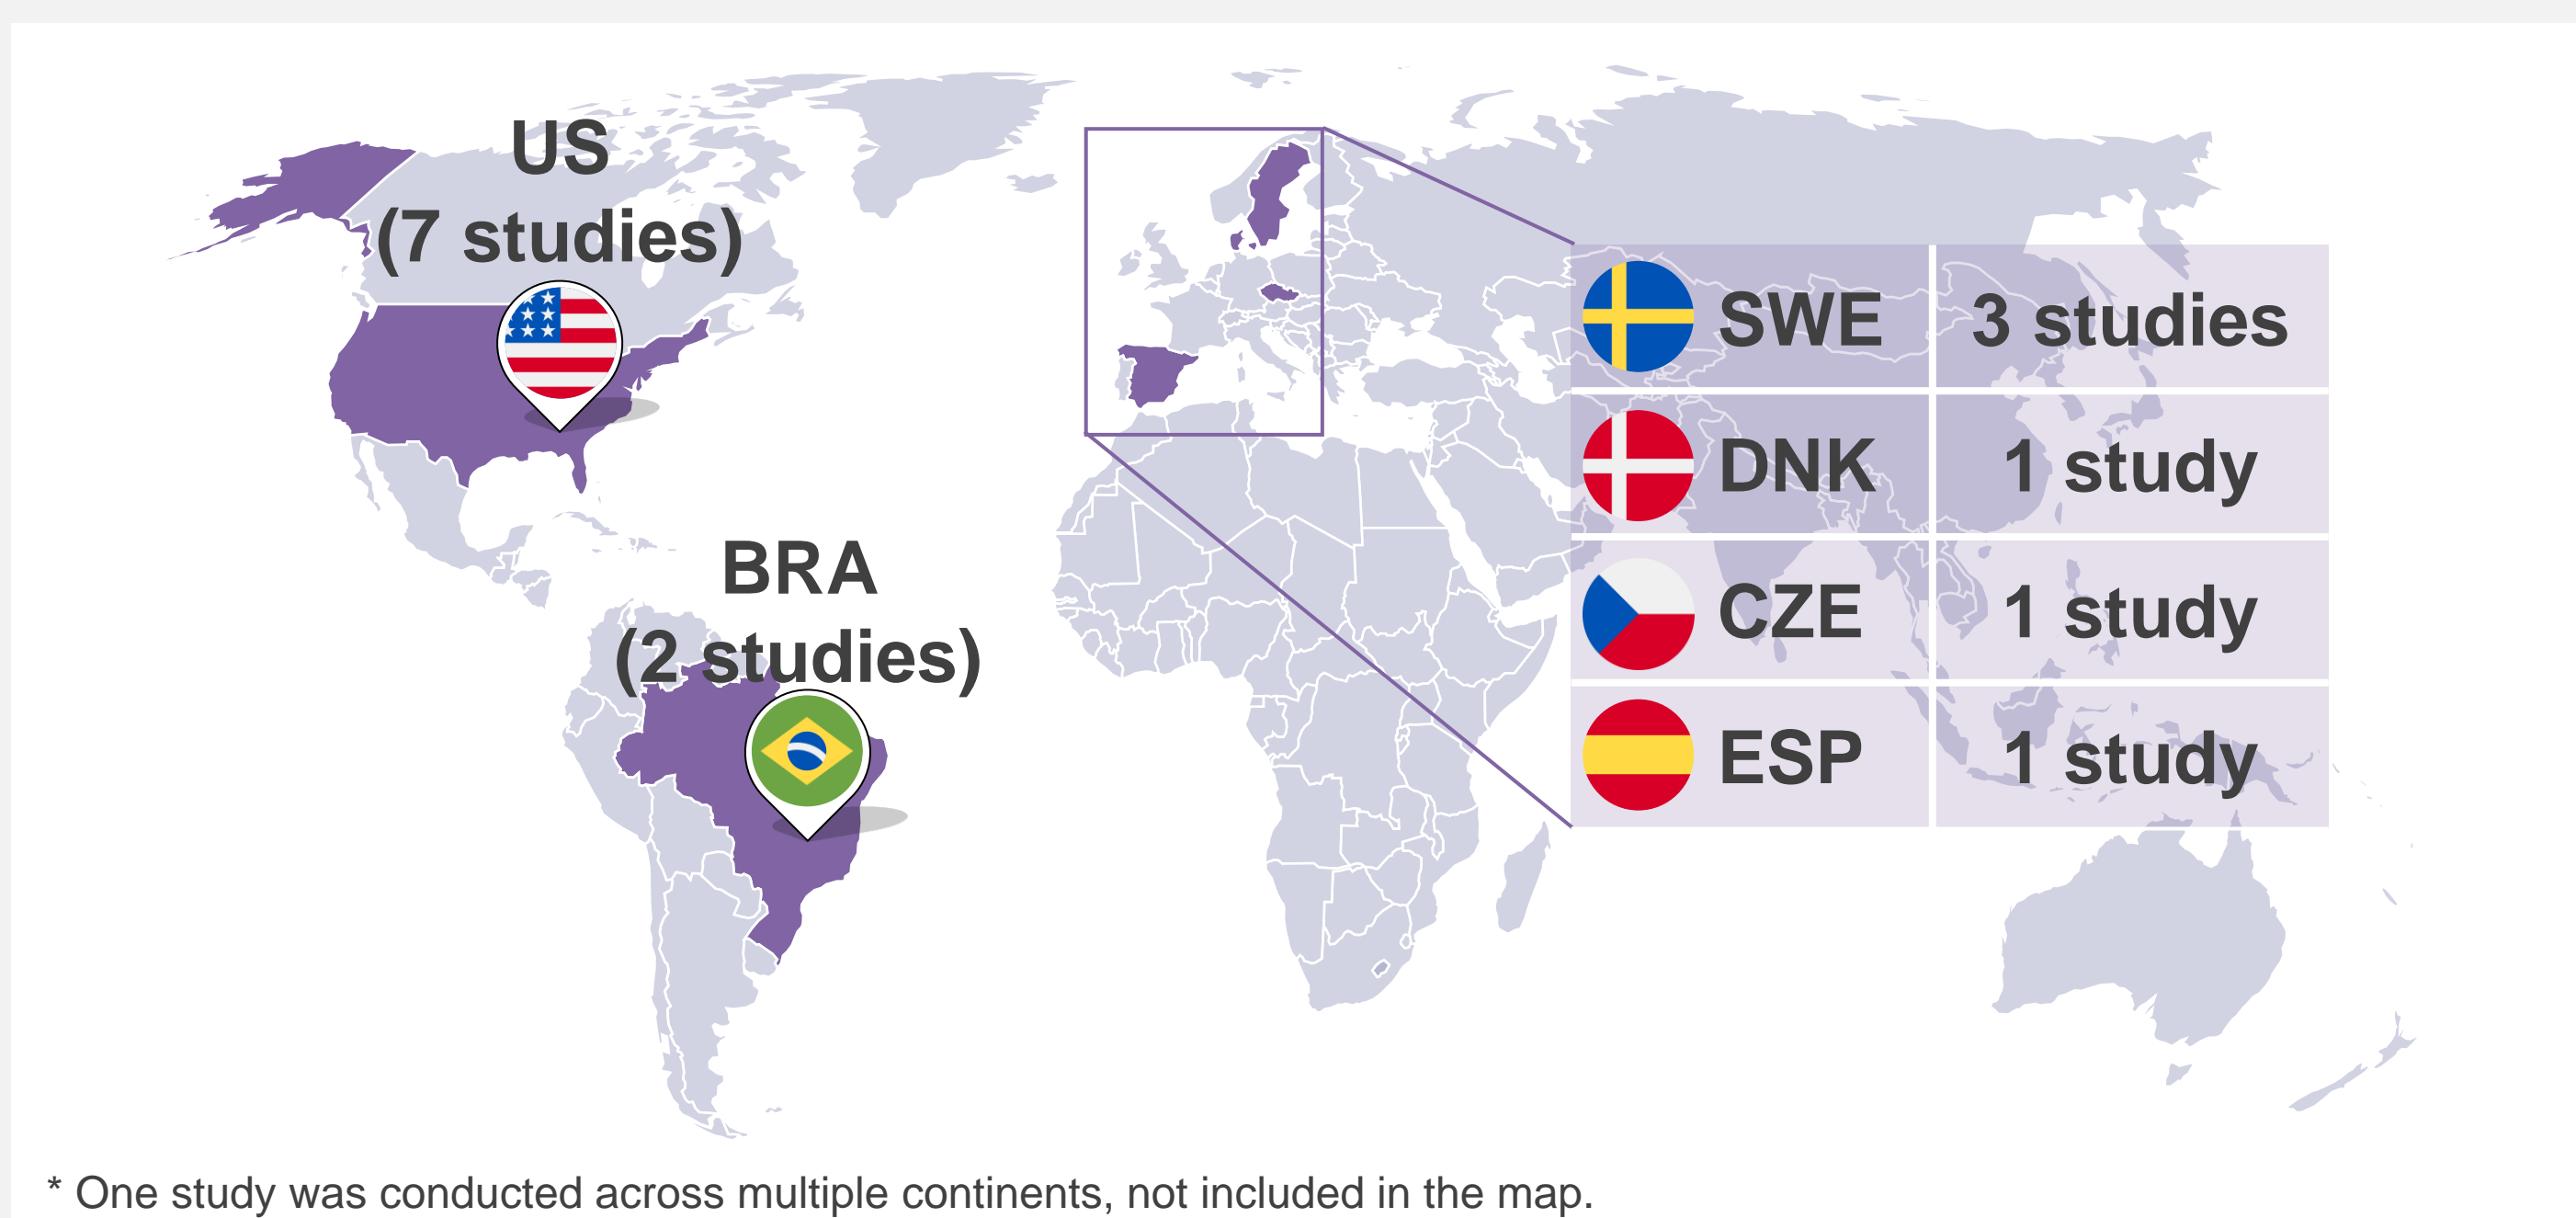 US
(7 studies)
BRA
(2 studies)
SWE 3 studies
DNK 1 study
CZE 1 study
ESP 1 study
* One study was conducted across multiple continents, not included in the map.